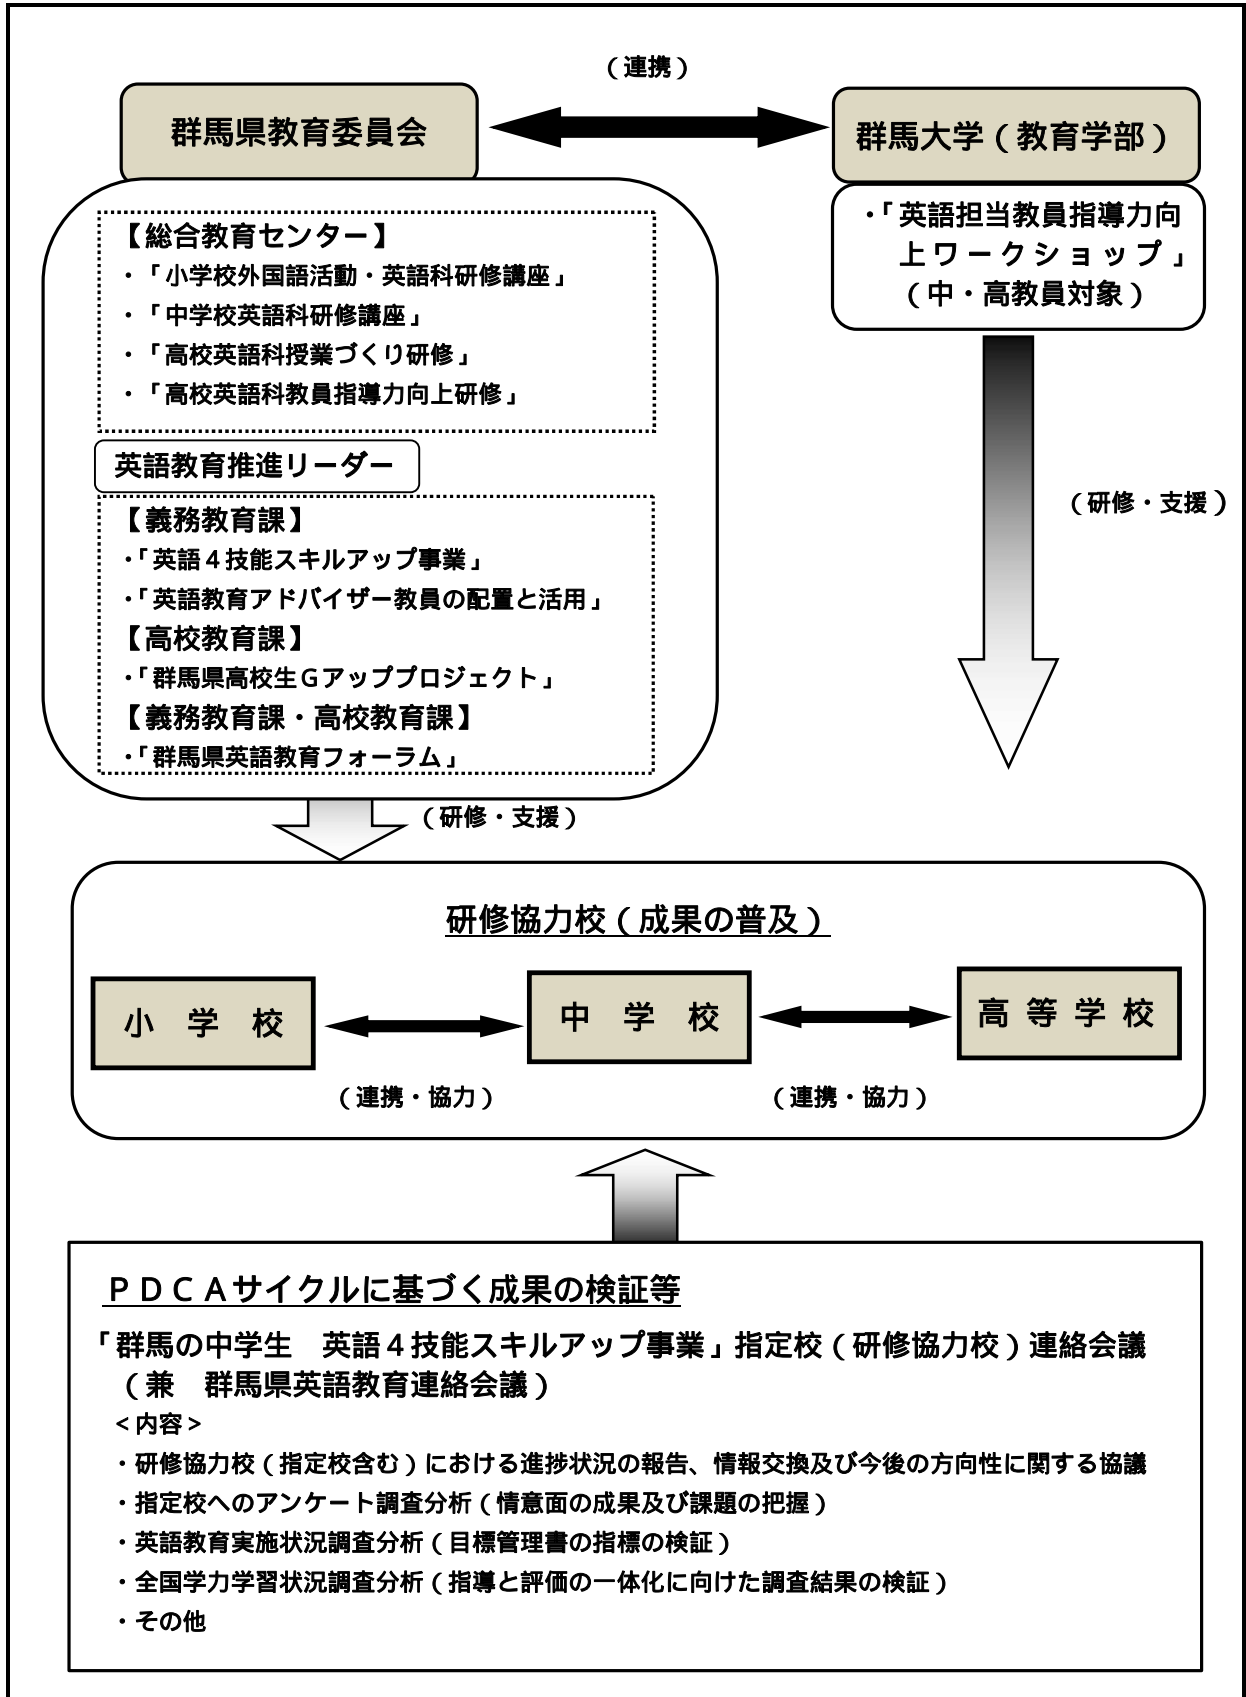 （連携）
群馬県教育委員会
群馬大学（教育学部）
・「英語担当教員指導力向
上ワークショップ」
（中・高教員対象）
【総合教育センター】
・「小学校外国語活動・英語科研修講座」
・「中学校英語科研修講座」
・「高校英語科授業づくり研修」
・「高校英語科教員指導力向上研修」
英語教育推進リーダー
【義務教育課】
・「英語４技能スキルアップ事業」
・「英語教育アドバイザー教員の配置と活用」
【高校教育課】
・「群馬県高校生Ｇアッププロジェクト」
【義務教育課・高校教育課】
・「群馬県英語教育フォーラム」
（研修・支援）
（研修・支援）
研修協力校（成果の普及）
小　学　校
中　学　校
高 等 学 校
（連携・協力）
（連携・協力）
ＰＤＣＡサイクルに基づく成果の検証等
「群馬の中学生　英語４技能スキルアップ事業」指定校（研修協力校）連絡会議
（兼　群馬県英語教育連絡会議）
＜内容＞
・研修協力校（指定校含む）における進捗状況の報告、情報交換及び今後の方向性に関する協議
・指定校へのアンケート調査分析（情意面の成果及び課題の把握）
・英語教育実施状況調査分析（目標管理書の指標の検証）
・全国学力学習状況調査分析（指導と評価の一体化に向けた調査結果の検証）
・その他